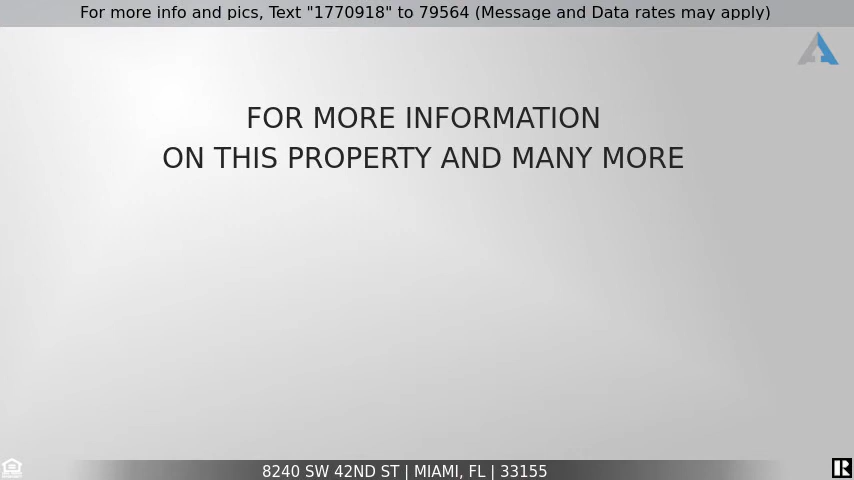 For more info and pics, Text "1770918" to 79564 (Message and Data rates may apply)
FOR MORE INFORMATION
ON THIS PROPERTY AND MANY MORE
8240 SW 42ND ST | MIAMI, FL | 33155